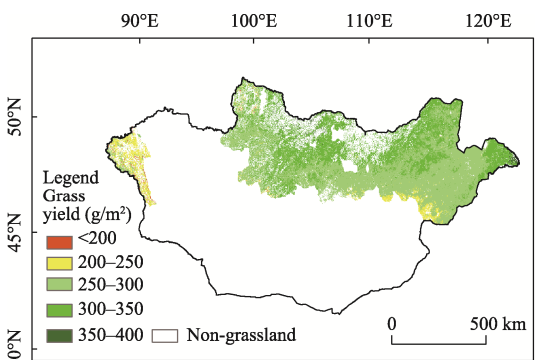 90°E 100°E 110°E 120°E
50°N
45°N
0°N
Legend
Grass
yield (g/m²)
<200
200–250
250–300
300–350
350–400 Non-grassland
0 500 km